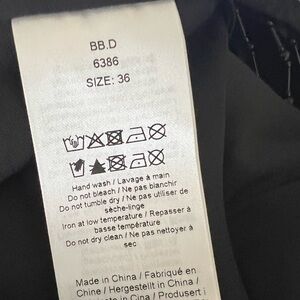 BB.D
6386
SIZE: 36
Hand wash / Lavage à main
Do not bleach / Ne pas blanchir
Do not tumble dry / Ne pas utiliser de
sèche-linge
Iron at low temperature / Repasser à
basse température
Do not dry clean / Ne pas nettoyer à
sec
Made in China / Fabriqué en
Chine / Hergestellt in China /
in Cina / Produsert i